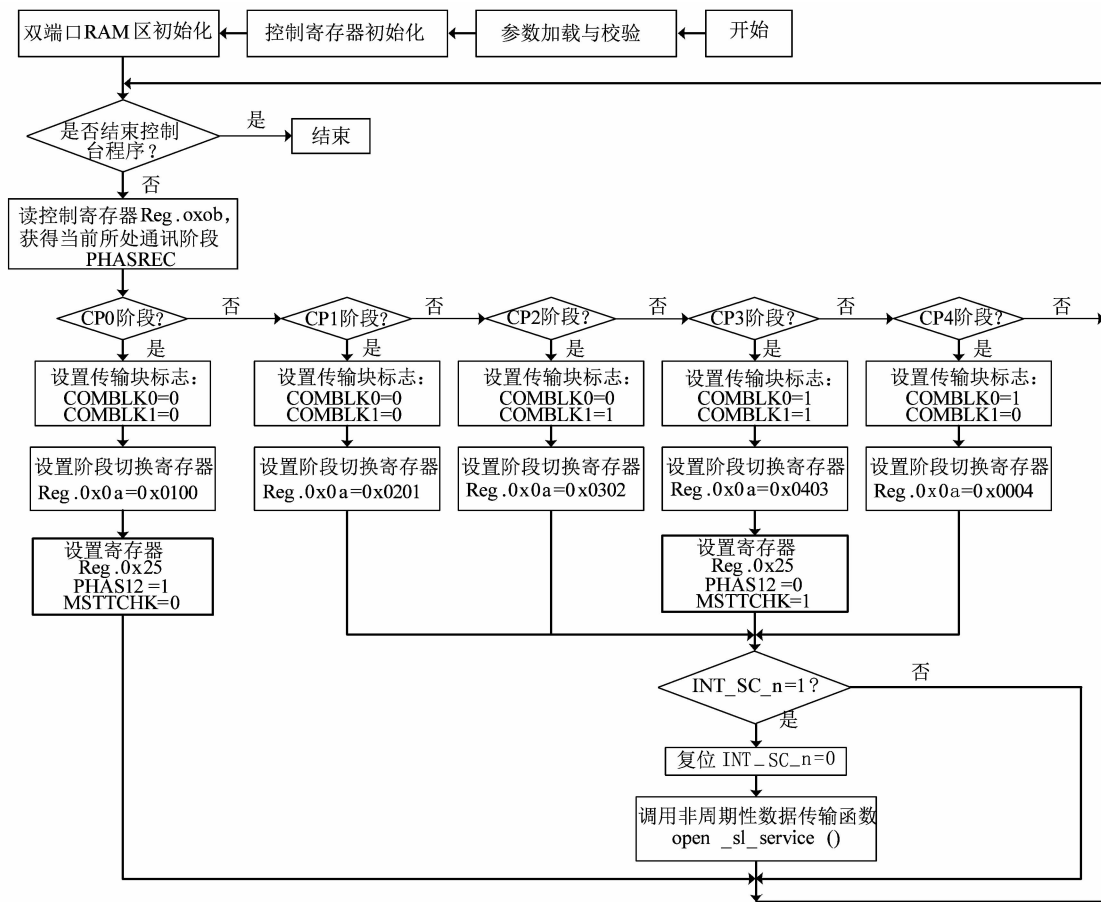 双端口RAM区初始化
控制寄存器初始化
参数加载与校验
开始
是否结束控制
台程序？
是
结束
否
读控制寄存器Reg.oxob，
获得当前所处通讯阶段
PHASREC
CP0阶段？
否
CP1阶段？
否
CP2阶段？
否
CP3阶段？
否
CP4阶段？
否
是
是
是
是
是
设置传输块标志：
COMBLK0=0
COMBLK1=0
设置传输块标志：
COMBLK0=0
COMBLK1=0
设置传输块标志：
COMBLK0=0
COMBLK1=1
设置传输块标志：
COMBLK0=1
COMBLK1=1
设置传输块标志：
COMBLK0=1
COMBLK1=0
设置阶段切换寄存器
Reg.0x0a=0x0100
设置阶段切换寄存器
Reg.0x0a=0x0201
设置阶段切换寄存器
Reg.0x0a=0x0302
设置阶段切换寄存器
Reg.0x0a=0x0403
设置阶段切换寄存器
Reg.0x0a=0x0004
设置寄存器
Reg.0x25
PHAS12=1
MSTTCHK=0
设置寄存器
Reg.0x25
PHAS12=0
MSTTCHK=1
INT_SC_n=1？
否
是
复位 INT_SC_n=0
调用非周期性数据传输函数
open _sl_service ()